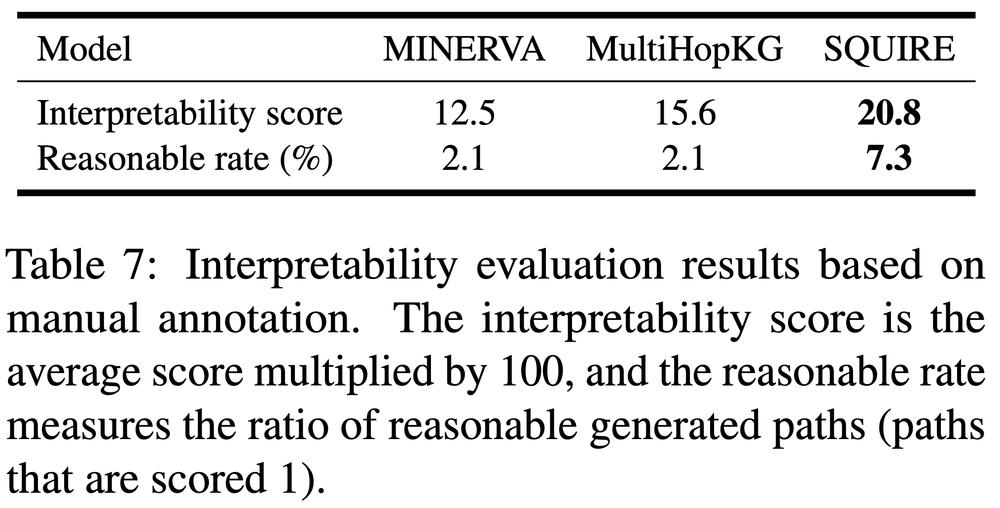 Model MINERVA MultiHopKG SQUIRE
Interpretability score 12.5 15.6 20.8
Reasonable rate (%) 2.1 2.1 7.3
Table 7: Interpretability evaluation results based on
manual annotation. The interpretability score is the
average score multiplied by 100, and the reasonable rate
measures the ratio of reasonable generated paths (paths
that are scored 1).